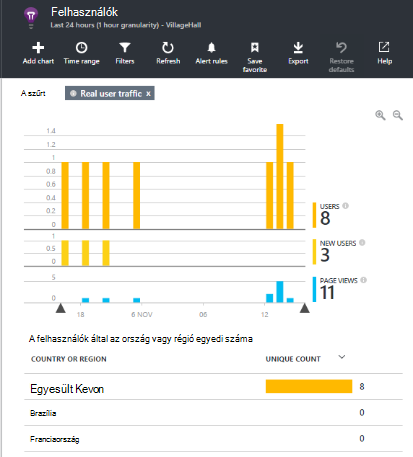 Felhasználók
Last 24 hours (1 hour granularity) - VillageHall
Add chart
Time range
Filters
Refresh
Alert rules
Save favorite
Export
Restore defaults
Help
A szűrt
Real user traffic x
1.4
1.2
1
0.8
0.6
0.4
0.2
0
USERS
8
1
0.5
0
NEW USERS
3
5
0
PAGE VIEWS
11
18
6 NOV
06
12
A felhasználók által az ország vagy régió egyedi száma
COUNTRY OR REGION
UNIQUE COUNT
Egyesült Kevon
8
Brazília
0
Franciaország
0